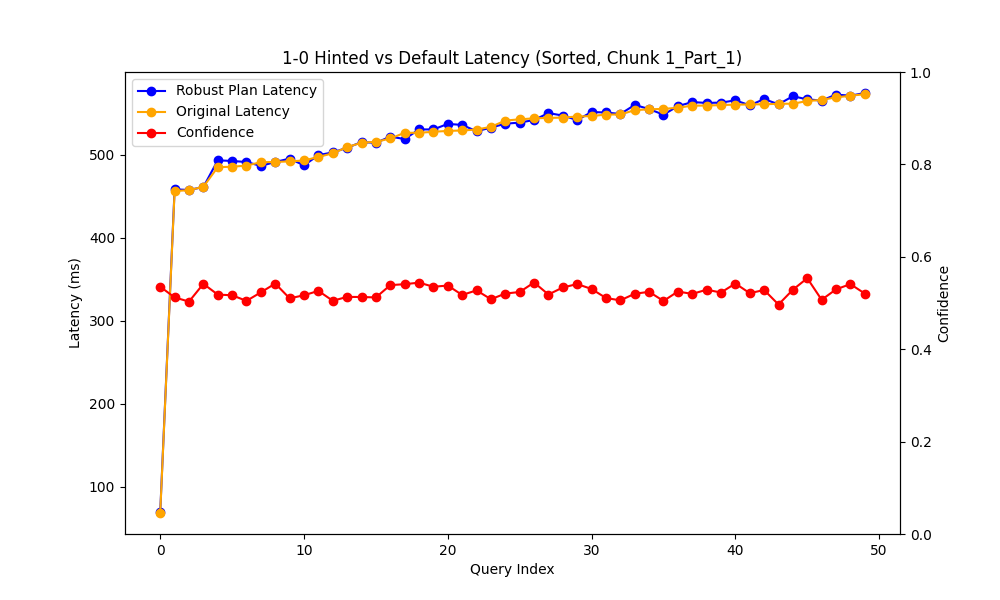 1-0 Hinted vs Default Latency (Sorted, Chunk 1_Part_1)
Robust Plan Latency
Original Latency
Confidence
Latency (ms)
500
400
300
200
100
1.0
0.8
0.6
0.4
0.2
0.0
Confidence
0 10 20 30 40 50
Query Index